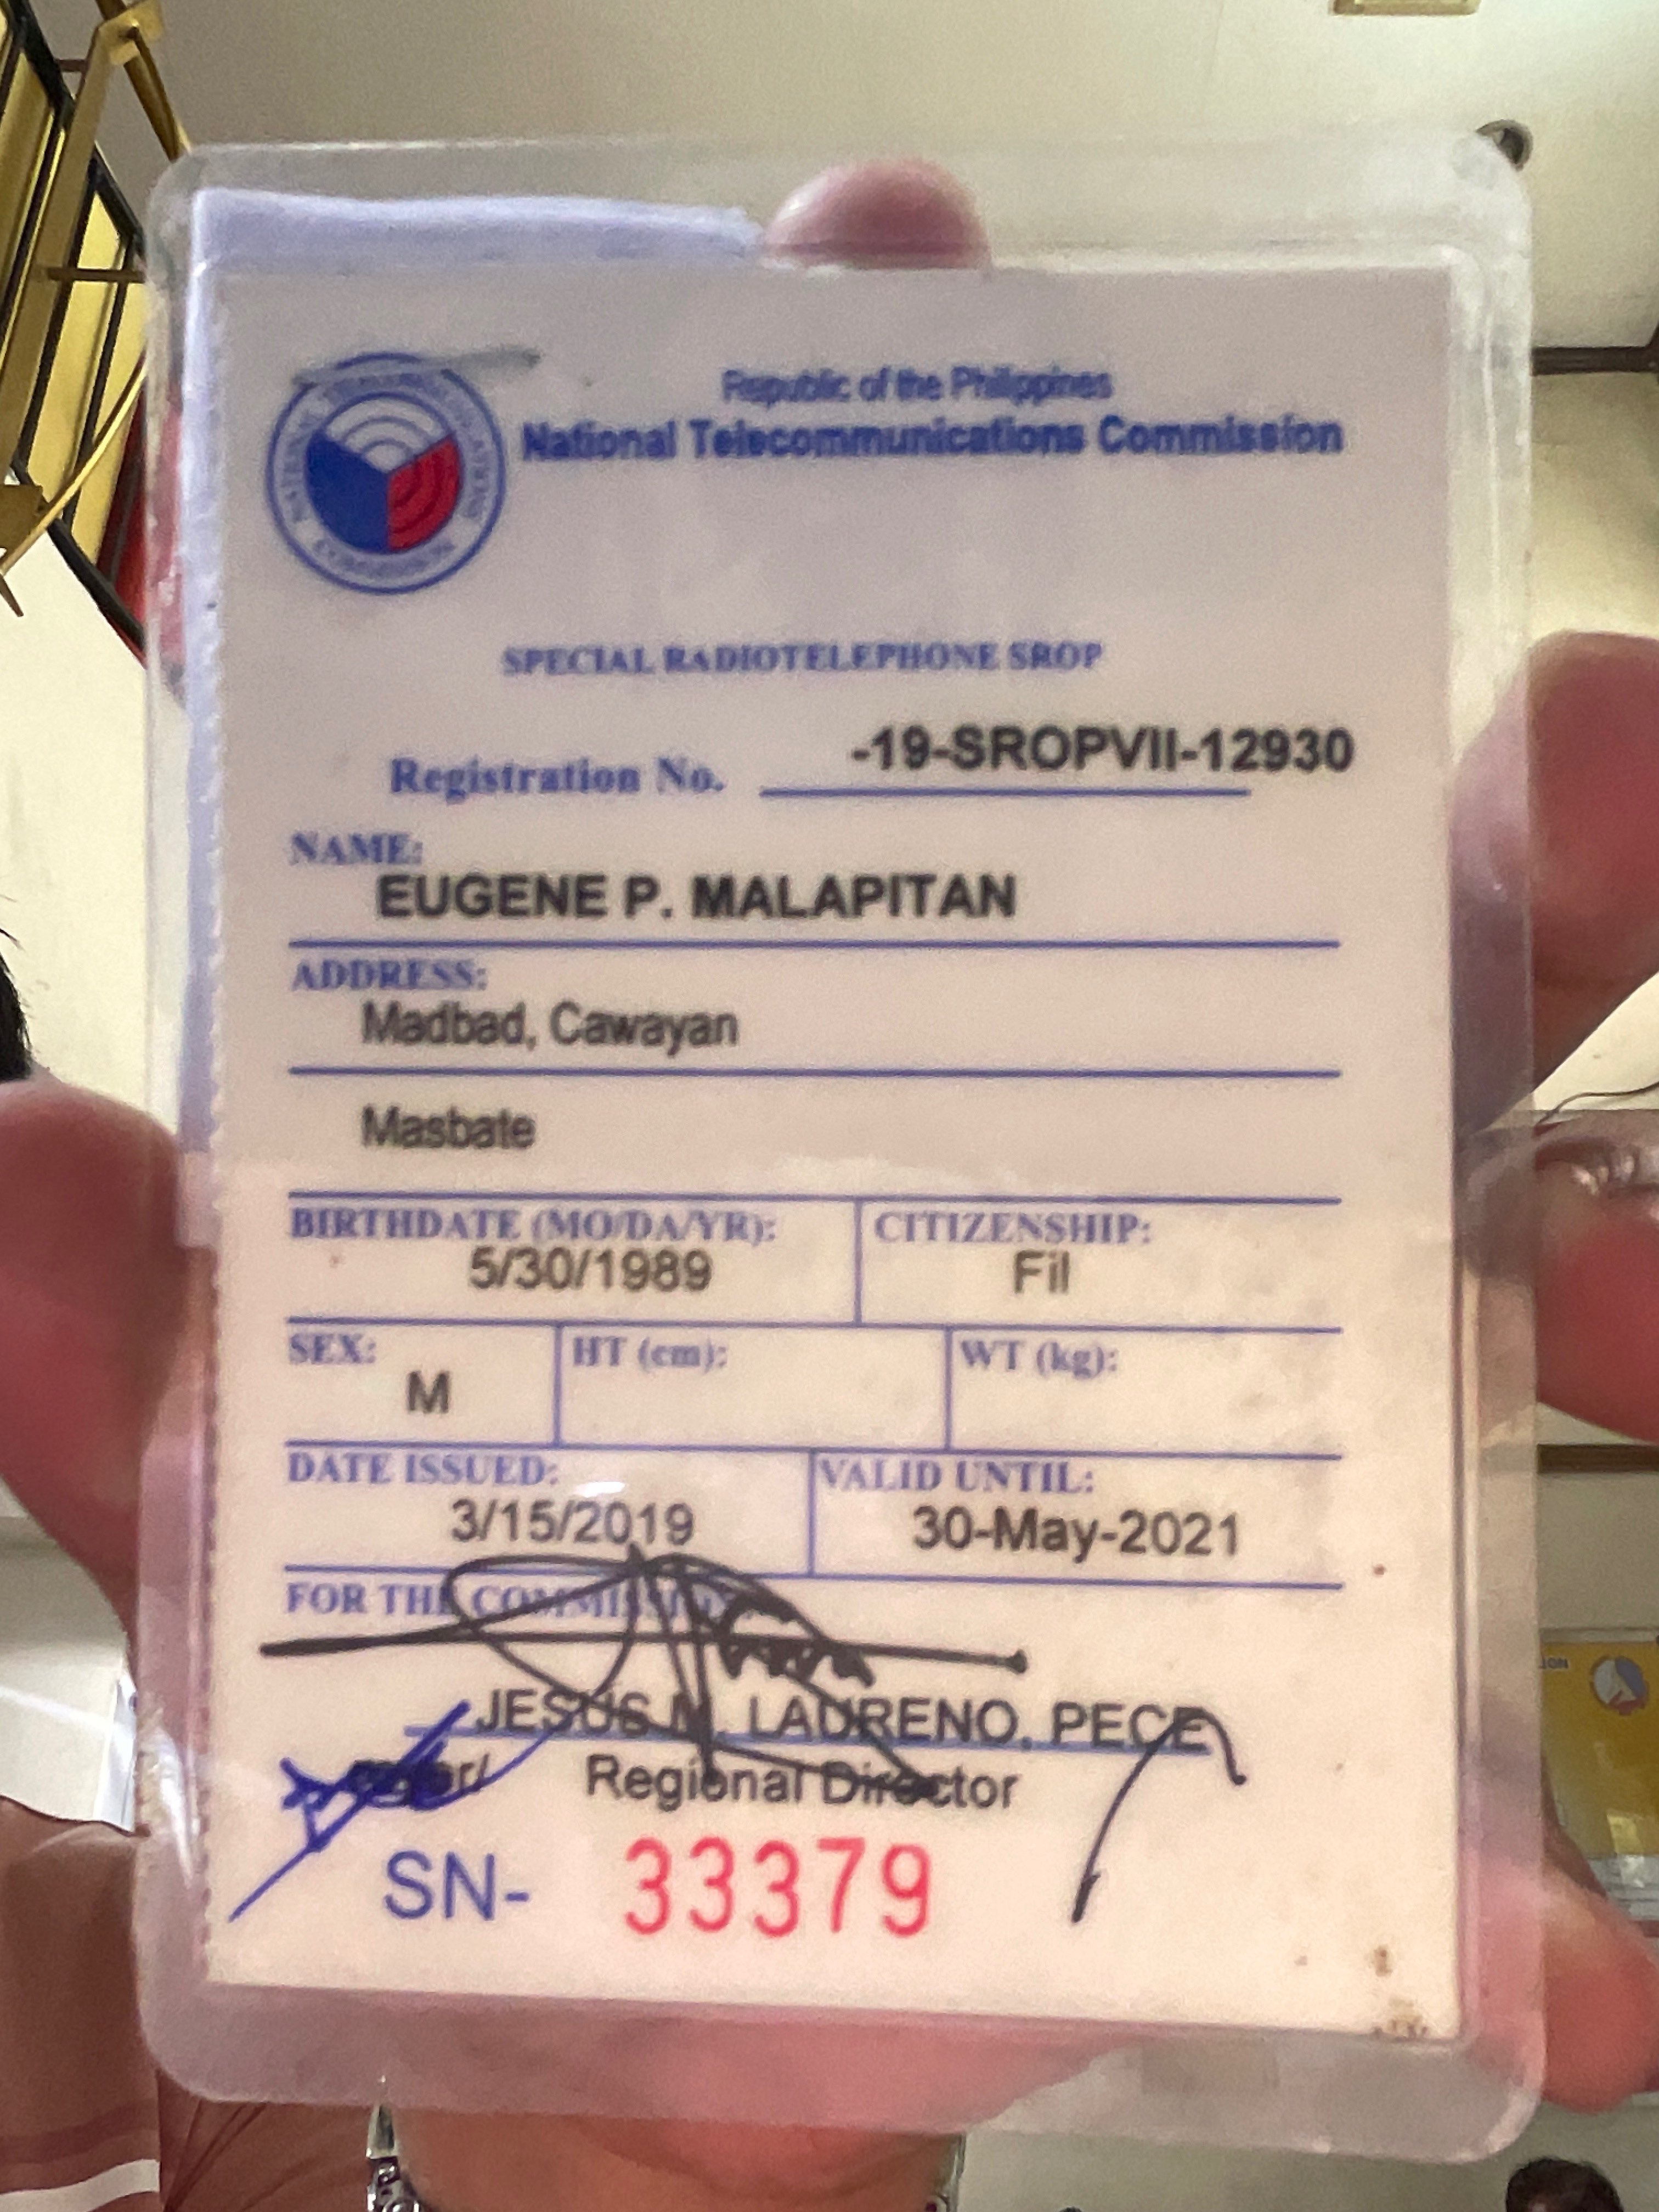 Republic of the Philippines
National Telecommunications Commission
NATIONAL TELECOMMUNICATIONS COMMISSION
SPECIAL RADIOTELEPHONE SROP
Registration No. -19-SROPVII-12930
NAME:
EUGENE P. MALAPITAN
ADDRESS:
Madbad, Cawayan
Masbate
BIRTHDATE (MO/DA/YR): CITIZENSHIP:
5/30/1989 Fil
SEX: HT (cm): WT (kg):
M
DATE ISSUED: VALID UNTIL:
3/15/2019 30-May-2021
FOR THE COMMISSION:
JESUS M. LAURENO, PECE
Regional Director
SN- 33379